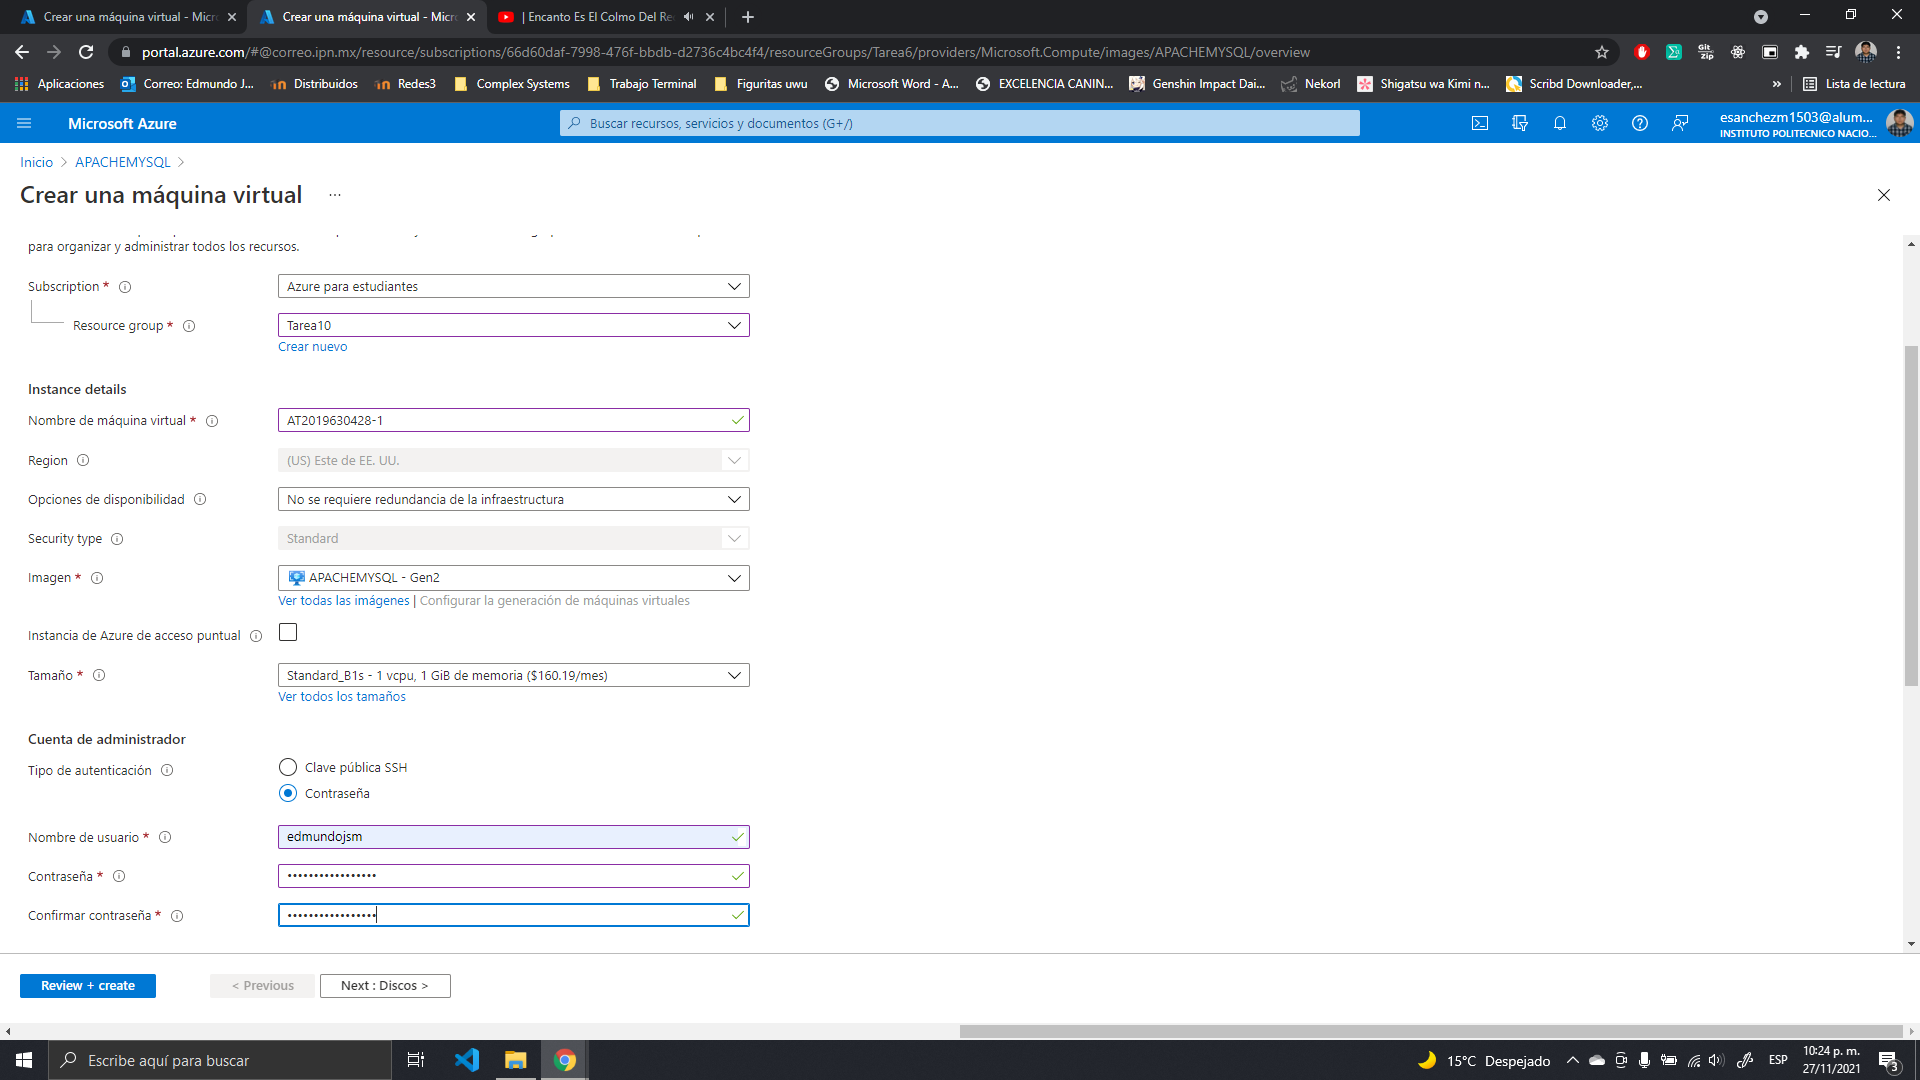 Crear una máquina virtual - Micr
Crear una máquina virtual - Micr
| Encanto Es El Colmo Del Re
portal.azure.com/#@correo.ipn.mx/resource/subscriptions/66d60daf-7998-476f-bbdb-d2736c4bc4f4/resourceGroups/Tarea6/providers/Microsoft.Compute/images/APACHEMYSQL/overview
Aplicaciones
Correo: Edmundo J...
Distribuidos
Redes3
Complex Systems
Trabajo Terminal
Figuritas uwu
Microsoft Word - A...
EXCELENCIA CANIN...
Genshin Impact Dai...
Nekorl
Shigatsu wa Kimi n...
Scribd Downloader,...
»
Lista de lectura
Microsoft Azure
Buscar recursos, servicios y documentos (G+/)
esanchezm1503@alum...
INSTITUTO POLITECNICO NACIO...
Inicio > APACHEMYSQL >
Crear una máquina virtual ...
para organizar y administrar todos los recursos.
Subscription *
Azure para estudiantes
Resource group *
Tarea10
Crear nuevo
Instance details
Nombre de máquina virtual *
AT2019630428-1
Region
(US) Este de EE. UU.
Opciones de disponibilidad
No se requiere redundancia de la infraestructura
Security type
Standard
Imagen *
APACHEMYSQL - Gen2
Ver todas las imágenes | Configurar la generación de máquinas virtuales
Instancia de Azure de acceso puntual
Tamaño *
Standard_B1s - 1 vcpu, 1 GiB de memoria ($160.19/mes)
Ver todos los tamaños
Cuenta de administrador
Tipo de autenticación
Clave pública SSH
Contraseña
Nombre de usuario *
edmundojsm
Contraseña *
•••••••••••••••••
Confirmar contraseña *
•••••••••••••••••
Review + create
< Previous
Next : Discos >
Escribe aquí para buscar
15°C Despejado
ESP
10:24 p. m.
27/11/2021
3